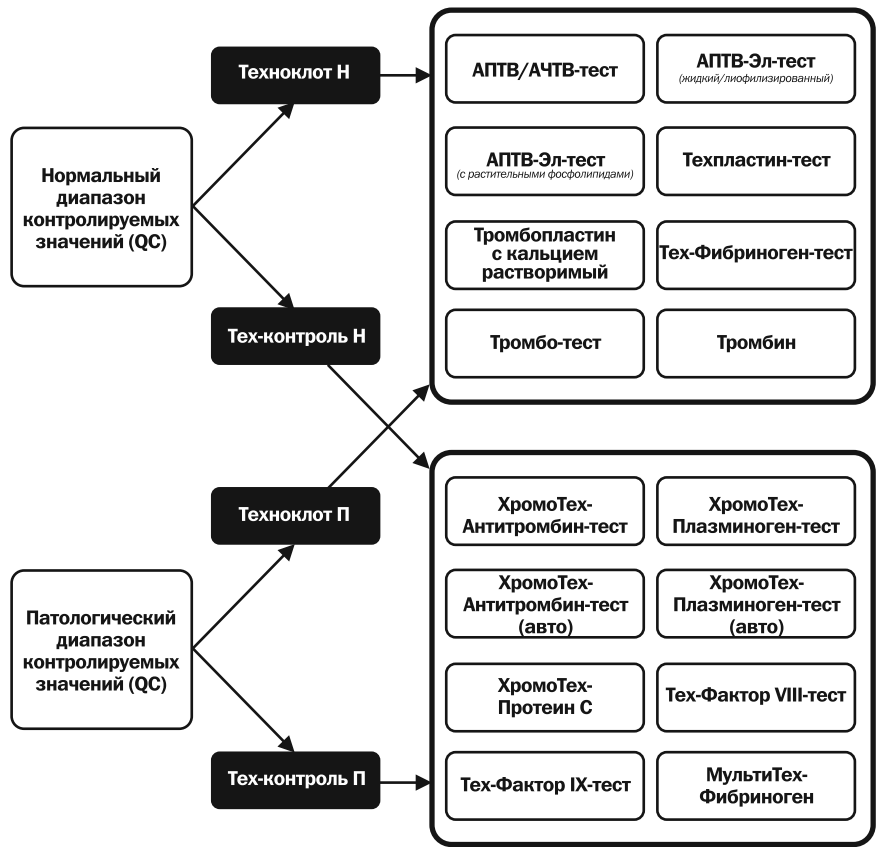 Нормальный
диапазон
контролируемых
значений (QC)
Техноклот Н
Тех-контроль Н
АПТВ/АЧТВ-тест
АПТВ-Эл-тест
(жидкий/лиофилизированный)
АПТВ-Эл-тест
(с растительными фосфолипидами)
Техпластин-тест
Тромбопластин
с кальцием
растворимый
Тех-Фибриноген-тест
Тромбо-тест
Тромбин
Патологический
диапазон
контролируемых
значений (QC)
Техноклот П
Тех-контроль П
ХромоТех-
Антитромбин-тест
ХромоТех-
Плазминоген-тест
ХромоТех-
Антитромбин-тест
(авто)
ХромоТех-
Плазминоген-тест
(авто)
ХромоТех-
Протеин С
Тех-Фактор VIII-тест
Тех-Фактор IX-тест
МультиТех-
Фибриноген